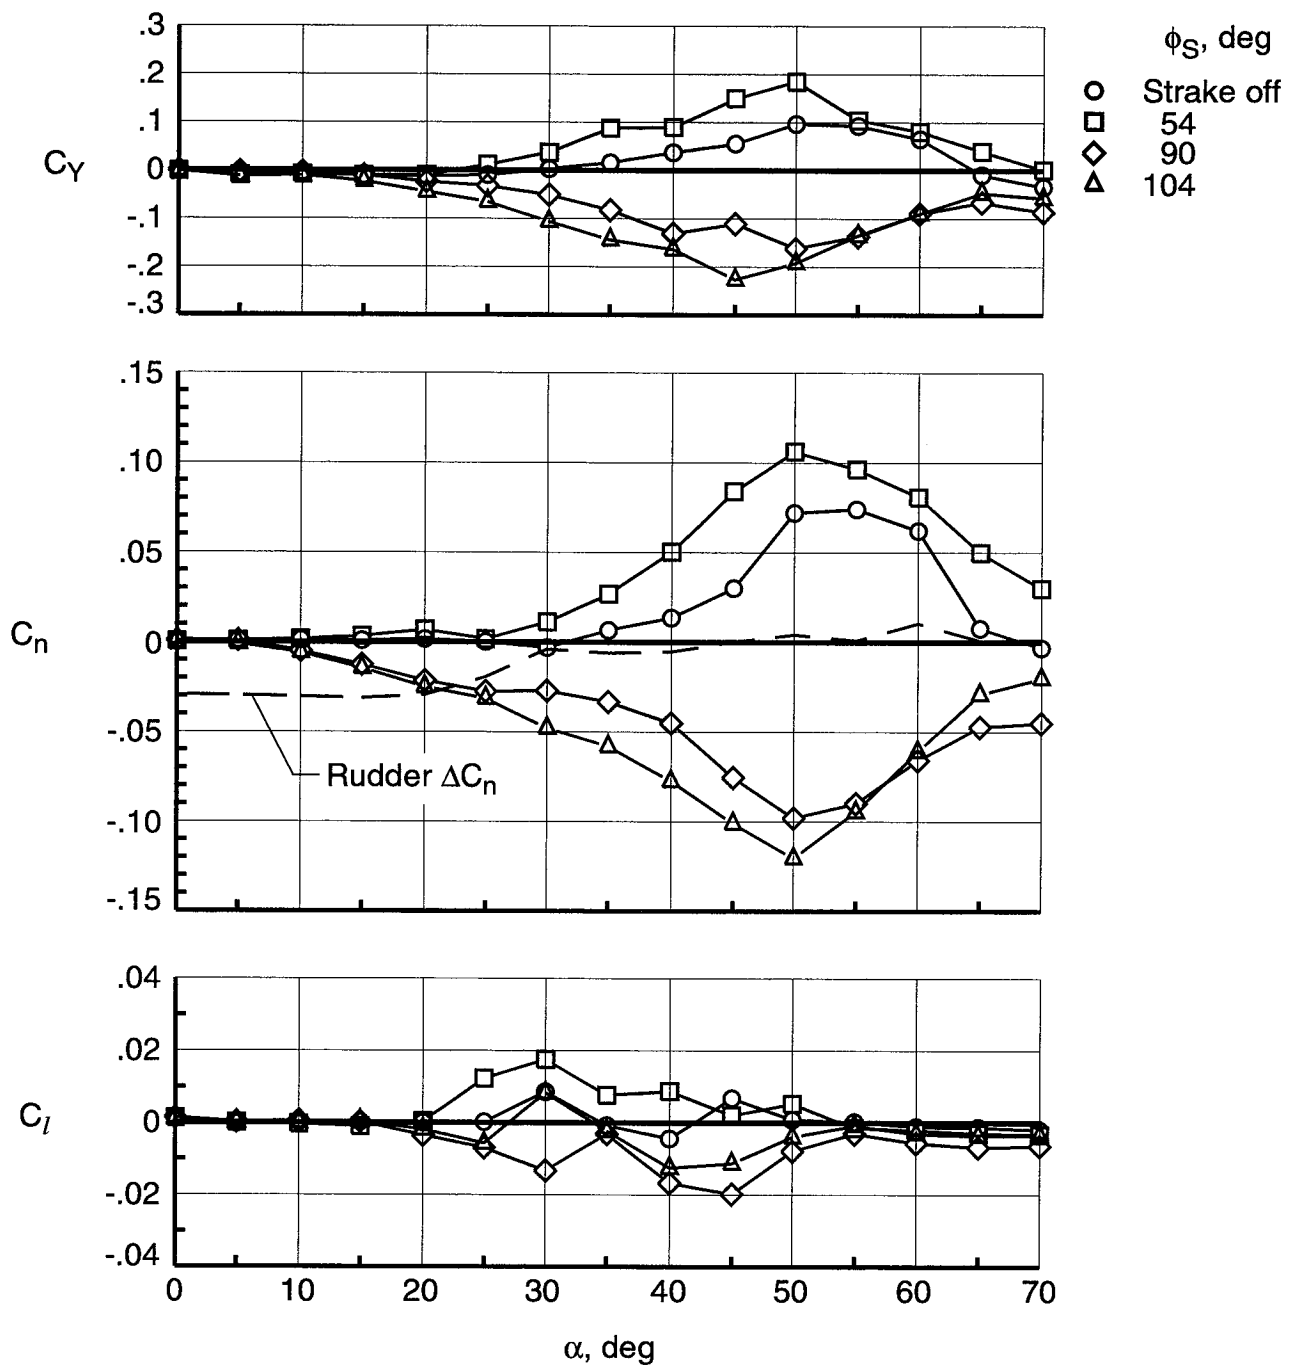 .3
.2
.1
0
-.1
-.2
-.3
C_Y
ϕ_S, deg
Strake off
54
90
104
.15
.10
.05
0
-.05
-.10
-.15
C_n
Rudder ΔC_n
.04
.02
0
-.02
-.04
C_l
0 10 20 30 40 50 60 70
α, deg